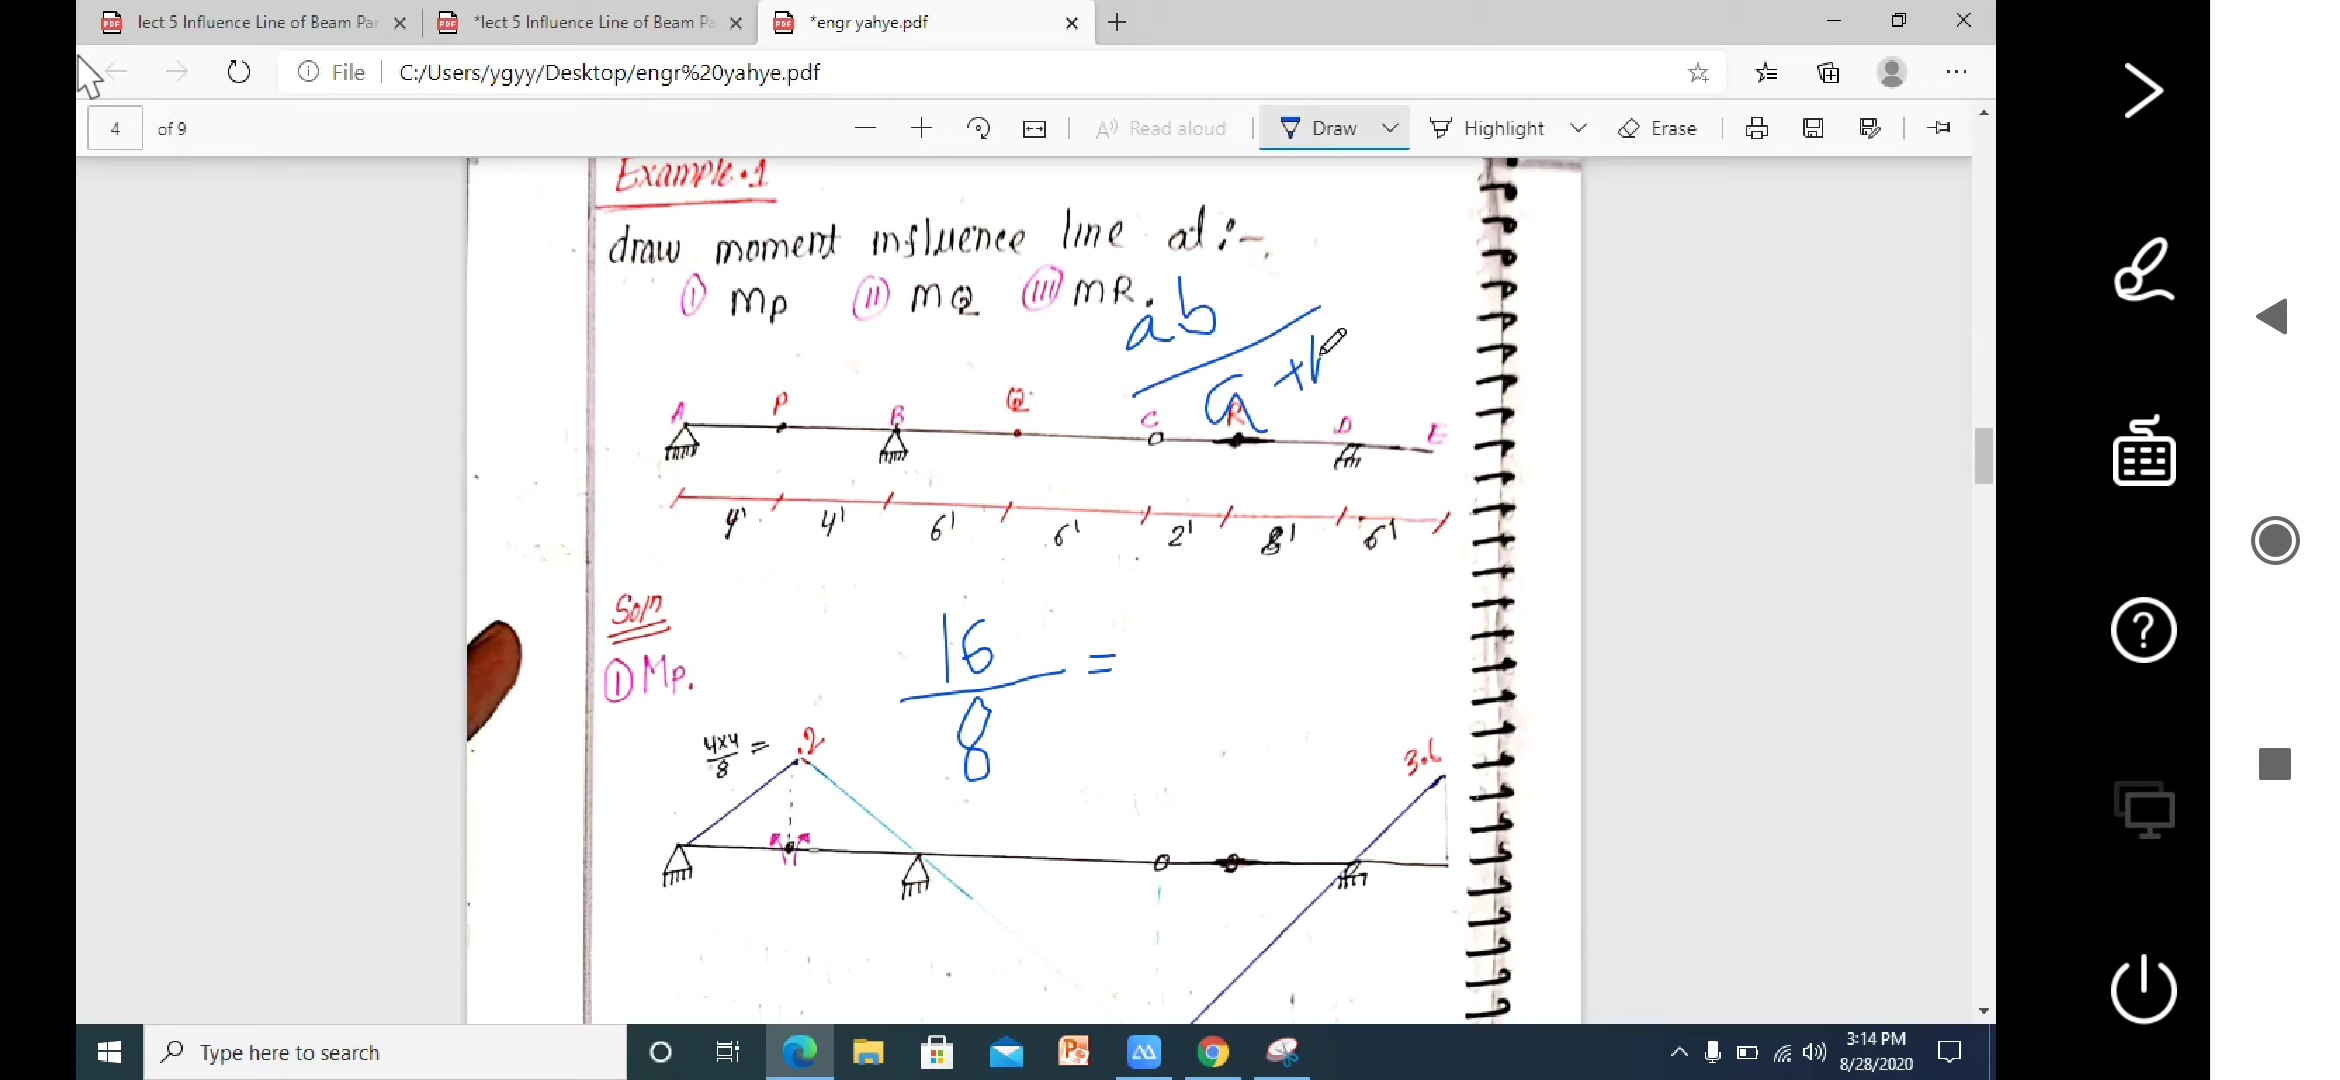 lect 5 Influence Line of Beam Par
*lect 5 Influence Line of Beam Pa
*engr yahye.pdf
File
C:/Users/ygyy/Desktop/engr%20yahye.pdf
4 of 9
Read aloud
Draw
Highlight
Erase
Example.1
draw moment influence line at :-
I MP II MQ III MR.
ab
a+b
A P B Q C R D E
4' 4' 6' 6' 2' 8' 6'
Soln
I MP.
16
8
=
4x4
8
= 2
3.6
Type here to search
3:14 PM
8/28/2020